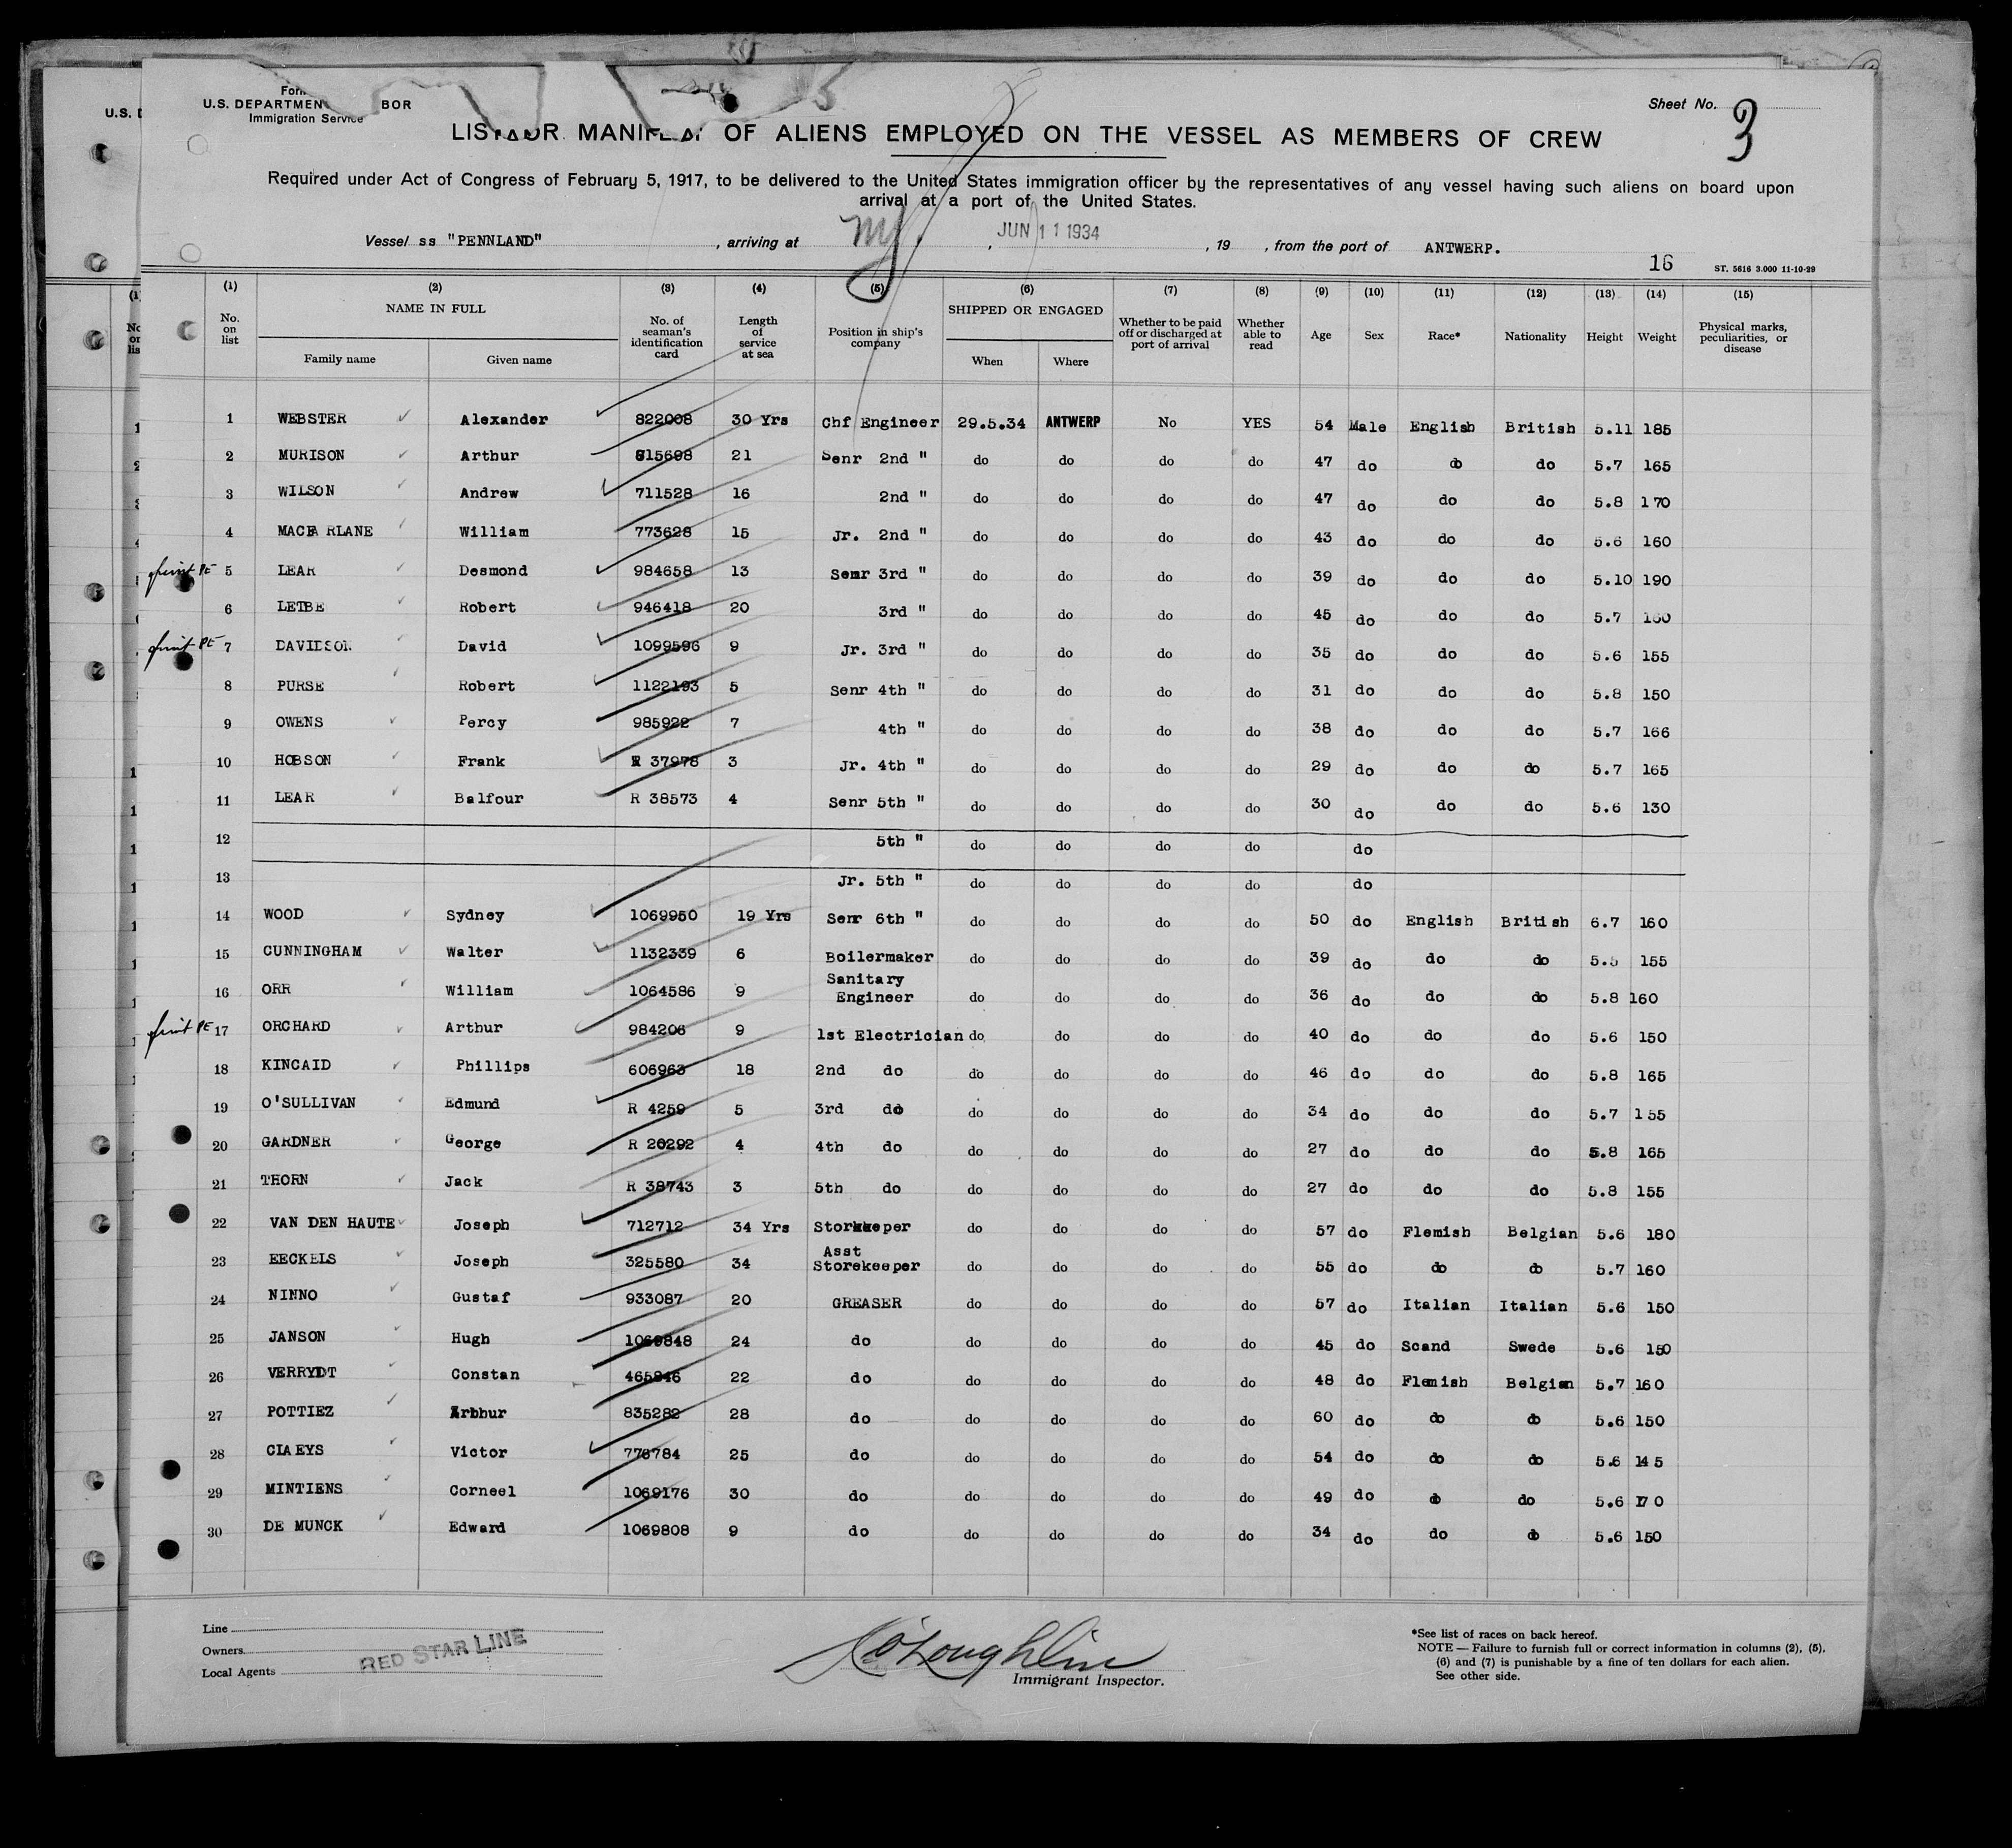 Sheet No. 3
U.S. DEPARTMEN BOR
Immigration Service
OF ALIENS EMPLOYED ON THE VESSEL AS MEMBERS OF CREW
Required under Act of Congress of February 5, 1917, to be delivered to the United States immigration officer by the representatives of any vessel having such aliens on board upon
arrival at a port of the United States.
Vessel ss "PENNLAND" , arriving at NY. , JUN 11 1934 , 19 , from the port of ANTWERP.
16 ST. 5616 3.000 11-10-29
(1) (2) (3) (4) (5) (6) (7) (8) (9) (10) (11) (12) (13) (14) (15)
No. on list NAME IN FULL Family name Given name No. of seaman's identification card Length of service at sea Position in ship's company SHIPPED OR ENGAGED When Where Whether to be paid off or discharged at port of arrival Whether able to read Age Sex Race* Nationality Height Weight Physical marks, peculiarities, or disease
1 WEBSTER Alexander 822008 30 Yrs Chf Engineer 29.5.34 ANTWERP No YES 54 Male English British 5.11 185
2 MURISON Arthur 815698 21 Senr 2nd " do do do do 47 do do do 5.7 165
3 WILSON Andrew 711528 16 2nd " do do do do 47 do do do 5.8 170
4 MACFA RLANE William 773628 15 Jr. 2nd " do do do do 43 do do do 5.6 160
print PE 5 LEAR Desmond 984658 13 Senr 3rd " do do do do 39 do do do 5.10 190
6 LETBE Robert 946418 20 3rd " do do do do 45 do do do 5.7 160
print PE 7 DAVIDSON David 1099596 9 Jr. 3rd " do do do do 35 do do do 5.6 155
8 PURSE Robert 1122193 5 Senr 4th " do do do do 31 do do do 5.8 150
9 OWENS Percy 985922 7 4th " do do do do 38 do do do 5.7 166
10 HOBSON Frank R 37978 3 Jr. 4th " do do do do 29 do do do 5.7 165
11 LEAR Balfour R 38573 4 Senr 5th " do do do do 30 do do do 5.6 130
12 5th " do do do do do
13 Jr. 5th " do do do do do
14 WOOD Sydney 1069950 19 Yrs Senr 6th " do do do do 50 do English British 6.7 160
15 CUNNINGHAM Walter 1132339 6 Boilermaker do do do do 39 do do do 5.5 155
16 ORR William 1064586 9 Sanitary Engineer do do do do 36 do do do 5.8 160
print PE 17 ORCHARD Arthur 984206 9 1st Electrician do do do do 40 do do do 5.6 150
18 KINCAID Phillips 606963 18 2nd do do do do do 46 do do do 5.8 165
19 O'SULLIVAN Edmund R 4259 5 3rd do do do do do 34 do do do 5.7 155
20 GARDNER George R 20292 4 4th do do do do do 27 do do do 5.8 165
21 THORN Jack R 38743 3 5th do do do do do 27 do do do 5.8 155
22 VAN DEN HAUTE Joseph 712712 34 Yrs Storekeeper do do do do 57 do Flemish Belgian 5.6 180
23 EECKELS Joseph 325580 34 Asst Storekeeper do do do do 55 do do do 5.7 160
24 NINNO Gustaf 933087 20 GREASER do do do do 57 do Italian Italian 5.6 150
25 JANSON Hugh 1069848 24 do do do do do 45 do Scand Swede 5.6 150
26 VERRYDT Constan 465846 22 do do do do do 48 do Flemish Belgian 5.7 160
27 POTTIEZ Arthur 835282 28 do do do do do 60 do do do 5.6 150
28 CLAEYS Victor 778784 25 do do do do do 54 do do do 5.6 145
29 MINTIENS Corneel 1069176 30 do do do do do 49 do do do 5.6 170
30 DE MUNCK Edward 1069808 9 do do do do do 34 do do do 5.6 150
Line
Owners
Local Agents
RED STAR LINE
O'Loughlin
Immigrant Inspector.
*See list of races on back hereof.
NOTE — Failure to furnish full or correct information in columns (2), (5),
(6) and (7) is punishable by a fine of ten dollars for each alien.
See other side.